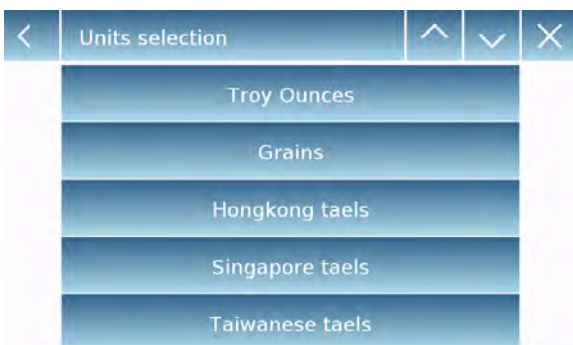 Units selection
Troy Ounces
Grains
Hongkong taels
Singapore taels
Taiwanese taels